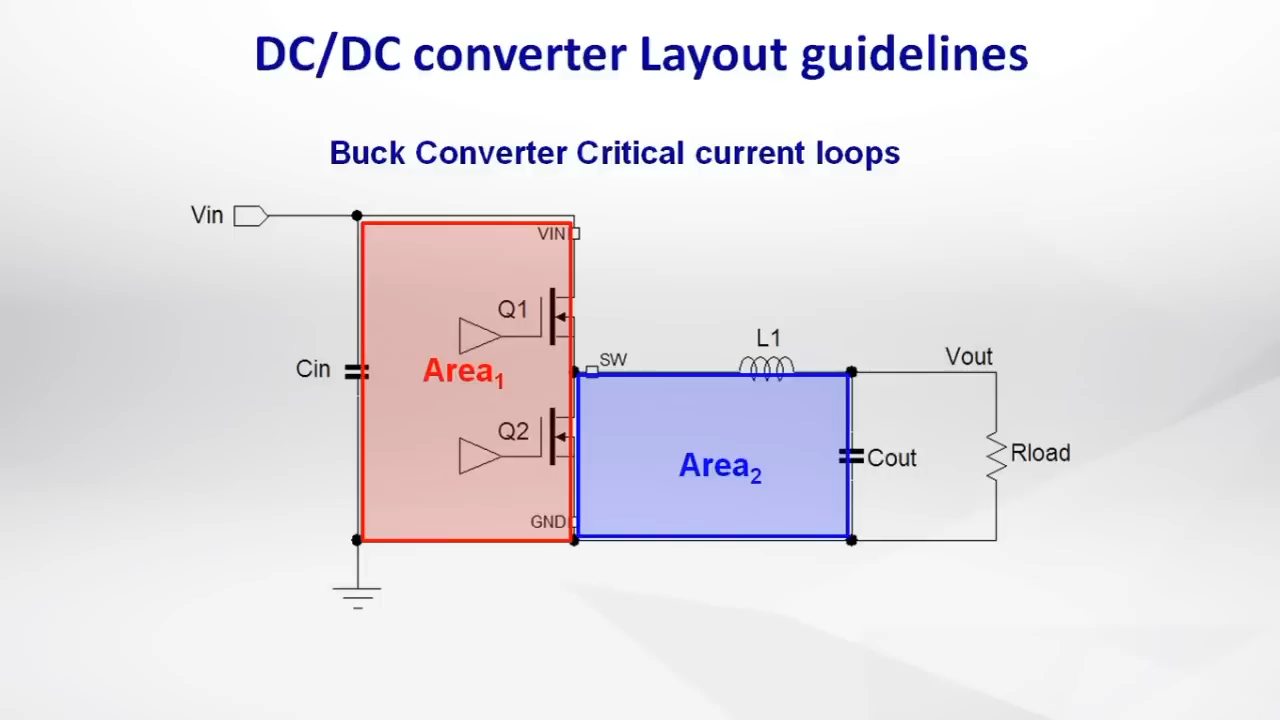 DC/DC converter Layout guidelines
Buck Converter Critical current loops
Vin
VIN
Q1
SW
L1
Vout
Cin
Area1
Q2
Area2
Cout
Rload
GND